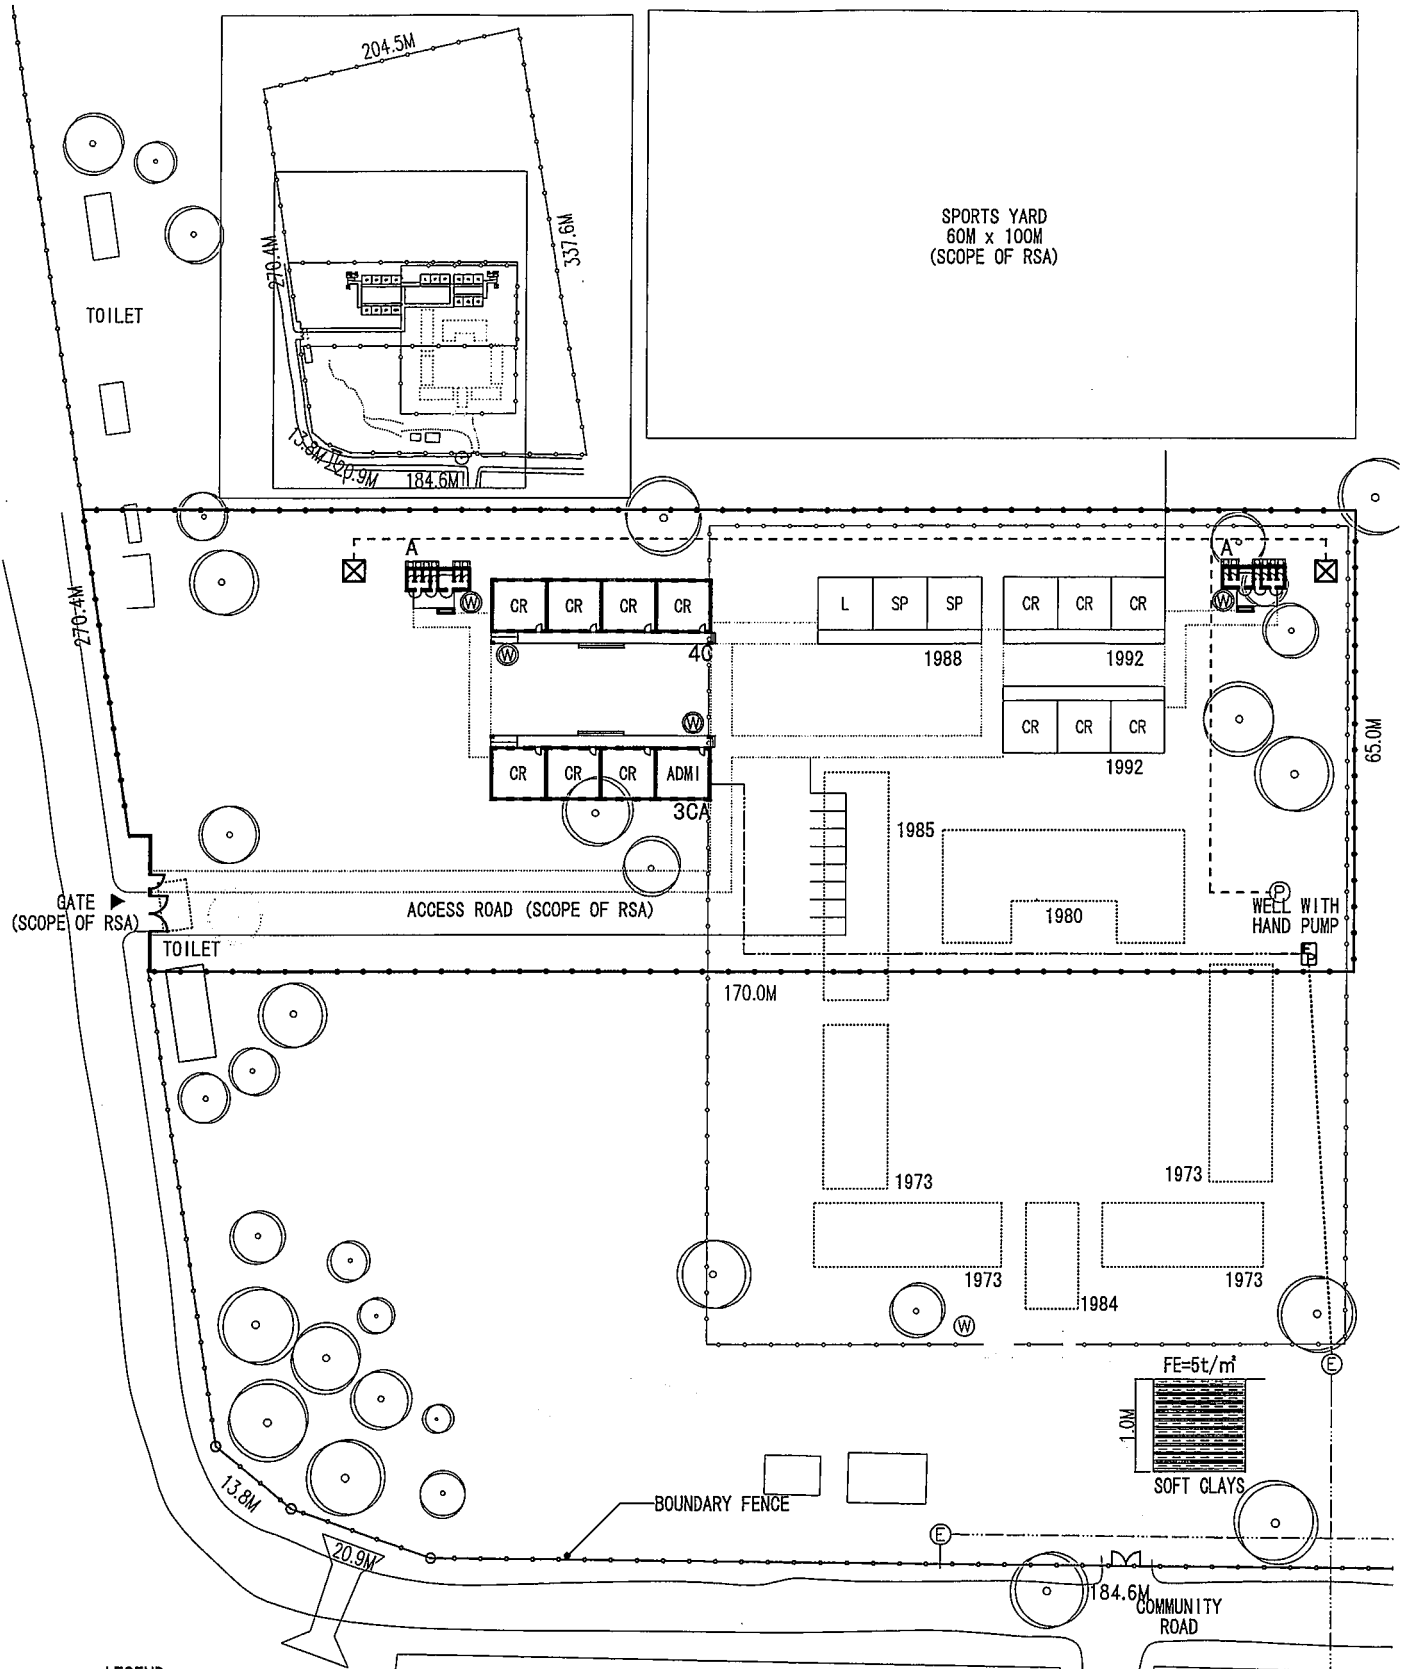 204.5M
270.4M
337.6M
13.8M
20.9M
184.6M
SPORTS YARD
60M x 100M
(SCOPE OF RSA)
TOILET
A
A
270.4M
W
W
CR CR CR CR
L SP SP
CR CR CR
W
4C
1988
1992
W
CR CR CR
65.0M
CR CR CR ADMI
1992
3CA
1985
GATE
(SCOPE OF RSA)
ACCESS ROAD (SCOPE OF RSA)
1980
P
WELL WITH
HAND PUMP
TOILET
170.0M
1973
1973
1973
1984
1973
W
FE=5t/㎡
E
1.0M
SOFT CLAYS
13.8M
BOUNDARY FENCE
E
20.9M
184.6M
COMMUNITY
ROAD